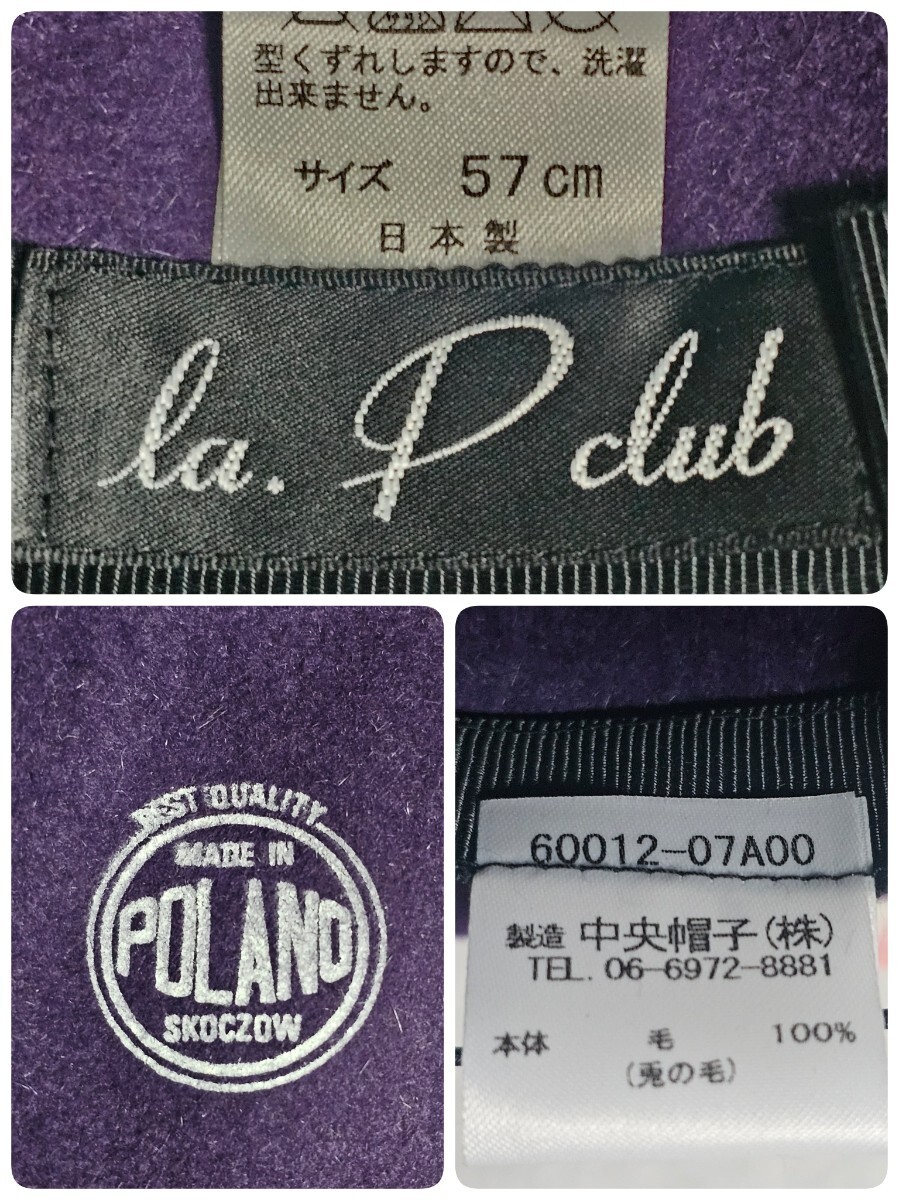 型くずれしますので、洗濯
出来ません。
サイズ 57cm
日本製
la. P club
BEST QUALITY
MADE IN
POLAND
SKOCZOW
60012-07A00
製造 中央帽子(株)
TEL. 06-6972-8881
本体 毛 100%
(兎の毛)